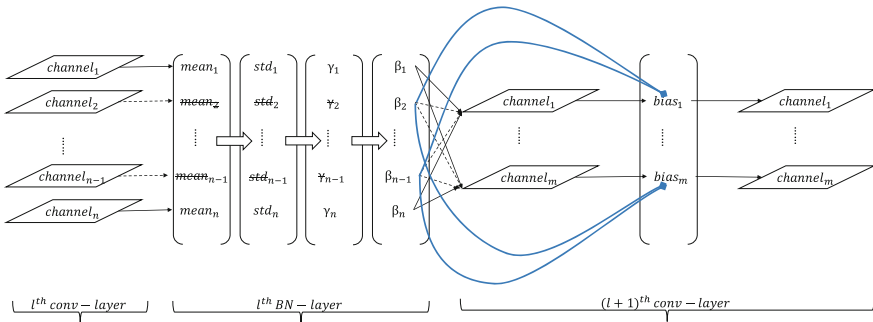 channel₁ mean₁ std₁ γ₁ β₁
channel₂ mean₂ std₂ γ₂ β₂ channel₁ bias₁ channel₁
⋮ ⋮ ⋮ ⋮ ⋮ ⋮ ⋮ ⋮
channelₙ₋₁ meanₙ₋₁ stdₙ₋₁ γₙ₋₁ βₙ₋₁ channelₘ biasₘ channelₘ
channelₙ meanₙ stdₙ γₙ βₙ
lᵗʰ conv − layer lᵗʰ BN − layer (l + 1)ᵗʰ conv − layer